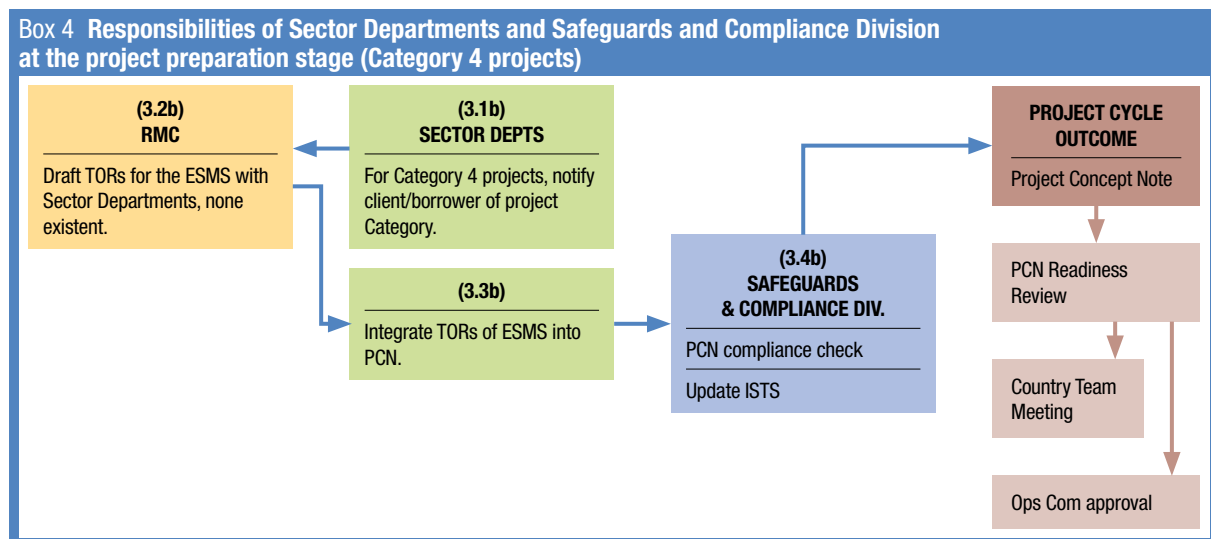 Box 4 Responsibilities of Sector Departments and Safeguards and Compliance Division
at the project preparation stage (Category 4 projects)
(3.2b)
RMC
Draft TORs for the ESMS with
Sector Departments, none
existent.
(3.1b)
SECTOR DEPTS
For Category 4 projects, notify
client/borrower of project
Category.
(3.3b)
Integrate TORs of ESMS into
PCN.
(3.4b)
SAFEGUARDS
& COMPLIANCE DIV.
PCN compliance check
Update ISTS
PROJECT CYCLE
OUTCOME
Project Concept Note
PCN Readiness
Review
Country Team
Meeting
Ops Com approval